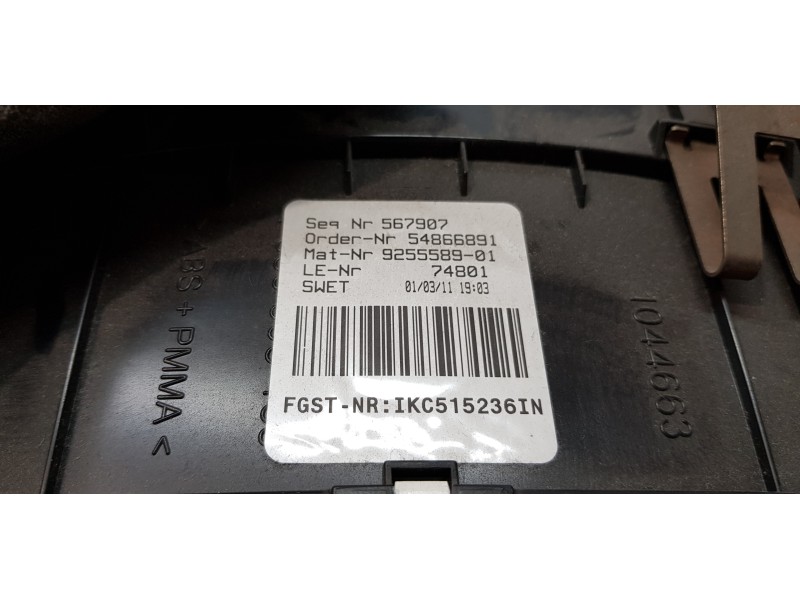 Seq Nr 567907
Order-Nr 54866891
Mat-Nr 9255589-01
LE-Nr 74801
SWET 01/03/11 19:03
FGST-NR:IKC515236IN
ABS + PMMA <
1044663